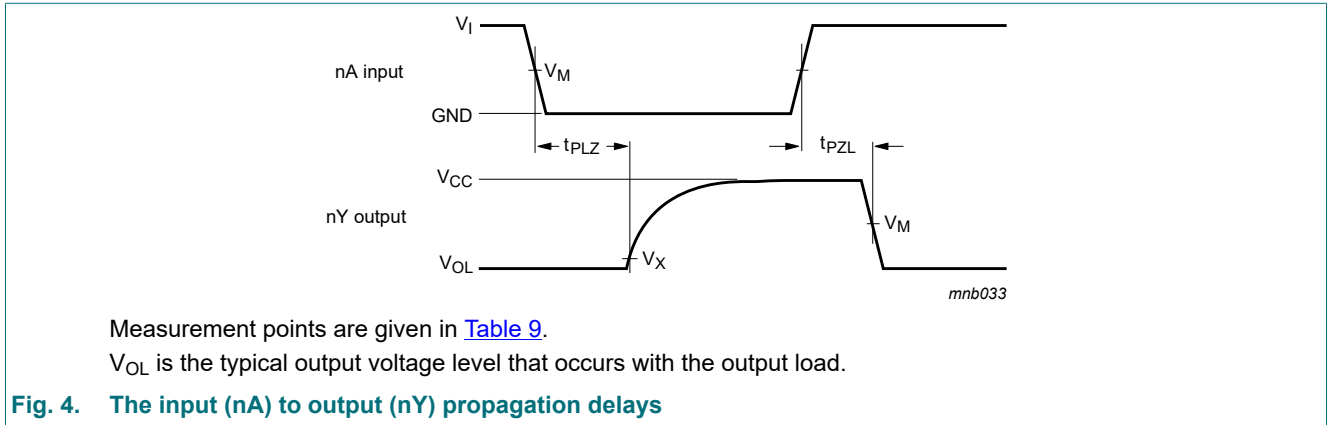 V_I
nA input
V_M
GND
t_PLZ
t_PZL
V_CC
nY output
V_M
V_OL
V_X
mnb033
Measurement points are given in Table 9.
V_OL is the typical output voltage level that occurs with the output load.
Fig. 4. The input (nA) to output (nY) propagation delays